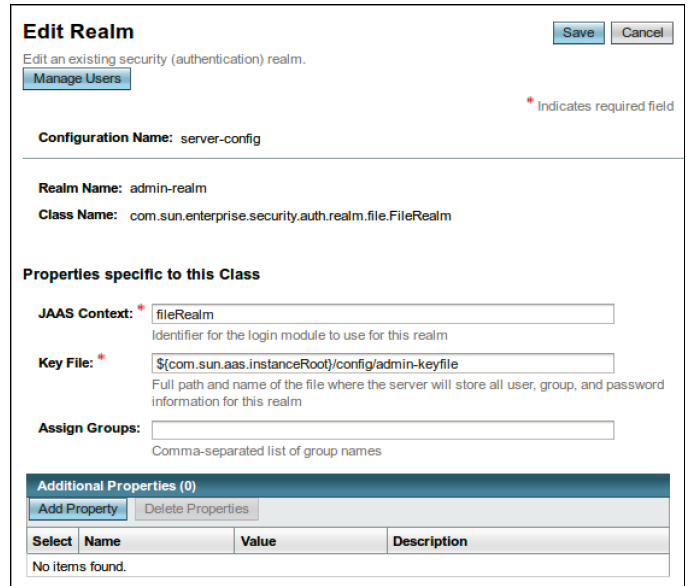 Edit Realm
Save
Cancel
Edit an existing security (authentication) realm.
Manage Users
* Indicates required field
Configuration Name: server-config
Realm Name: admin-realm
Class Name: com.sun.enterprise.security.auth.realm.file.FileRealm
Properties specific to this Class
JAAS Context: * fileRealm
Identifier for the login module to use for this realm
Key File: * ${com.sun.aas.instanceRoot}/config/admin-keyfile
Full path and name of the file where the server will store all user, group, and password
information for this realm
Assign Groups:
Comma-separated list of group names
Additional Properties (0)
Add Property Delete Properties
Select Name Value Description
No items found.